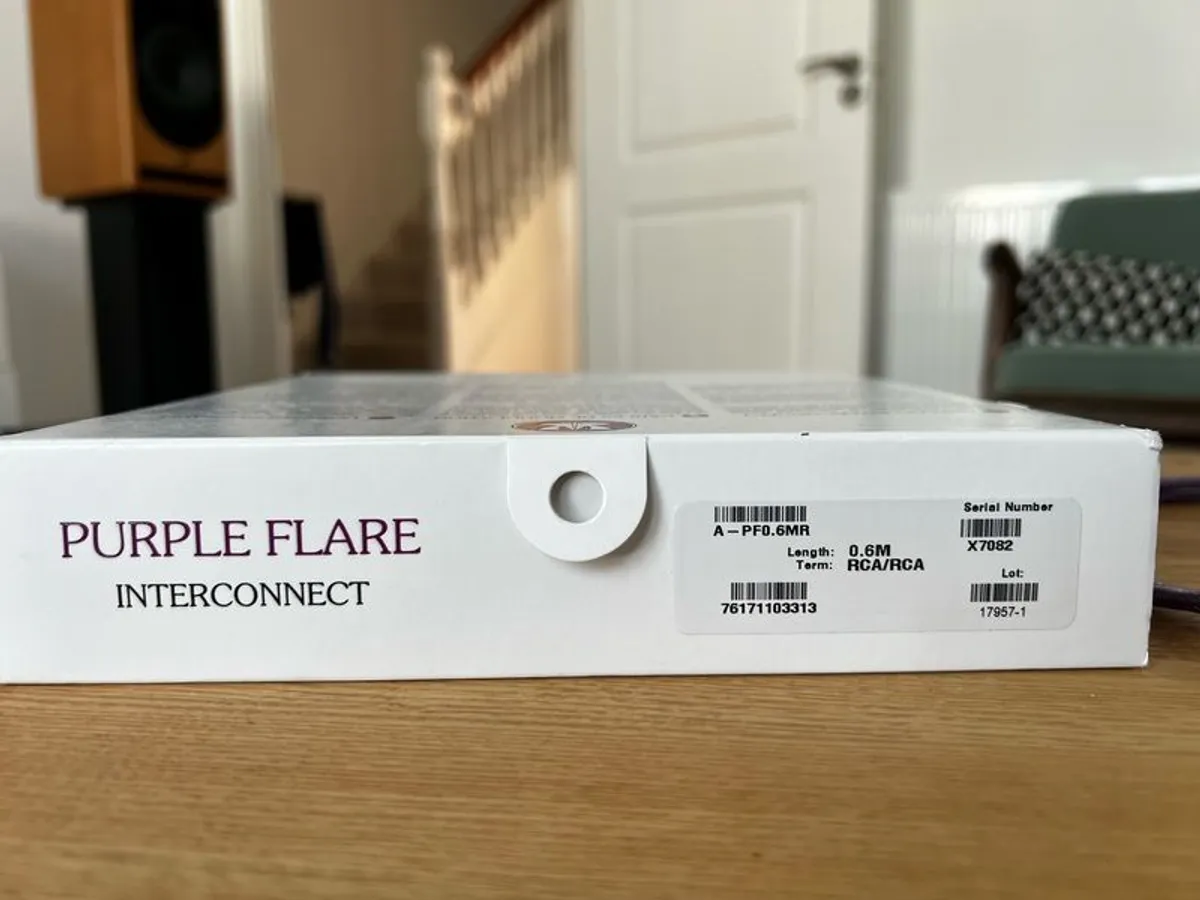 PURPLE FLARE
INTERCONNECT
A-PF0.6MR
Length: 0.6M
Term: RCA/RCA
76171103313
Serial Number
X7082
Lot:
17957-1